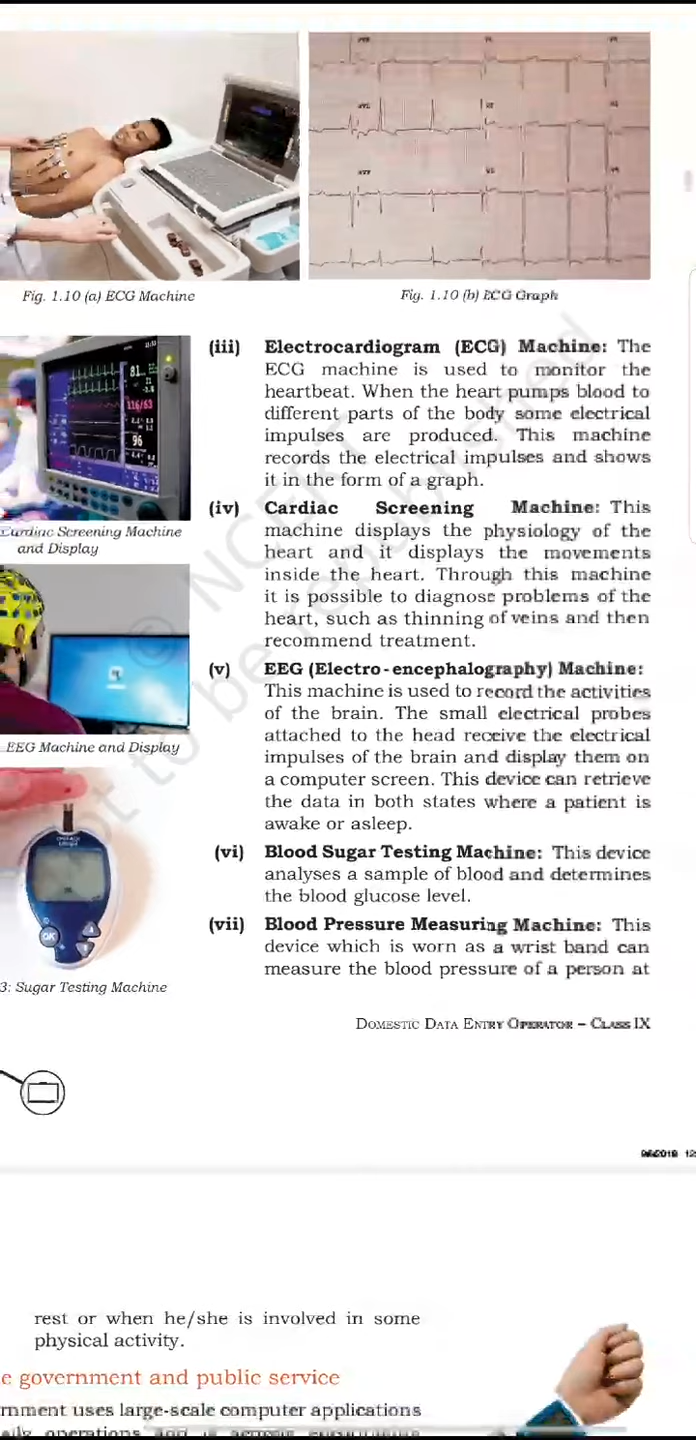 Fig. 1.10 (a) ECG Machine
Fig. 1.10 (b) ECG Graph
(iii) Electrocardiogram (ECG) Machine: The
ECG machine is used to monitor the
heartbeat. When the heart pumps blood to
different parts of the body some electrical
impulses are produced. This machine
records the electrical impulses and shows
it in the form of a graph.
(iv) Cardiac Screening Machine: This
machine displays the physiology of the
heart and it displays the movements
inside the heart. Through this machine
it is possible to diagnose problems of the
heart, such as thinning of veins and then
recommend treatment.
Cardiac Screening Machine
and Display
(v) EEG (Electro-encephalography) Machine:
This machine is used to record the activities
of the brain. The small electrical probes
attached to the head receive the electrical
impulses of the brain and display them on
a computer screen. This device can retrieve
the data in both states where a patient is
awake or asleep.
EEG Machine and Display
(vi) Blood Sugar Testing Machine: This device
analyses a sample of blood and determines
the blood glucose level.
(vii) Blood Pressure Measuring Machine: This
device which is worn as a wrist band can
measure the blood pressure of a person at
3: Sugar Testing Machine
81
116/63
96
OK
© NCERT
not to be republished
Domestic Data Entry Operator – Class IX
rest or when he/she is involved in some
physical activity.
e government and public service
rnment uses large-scale computer applications